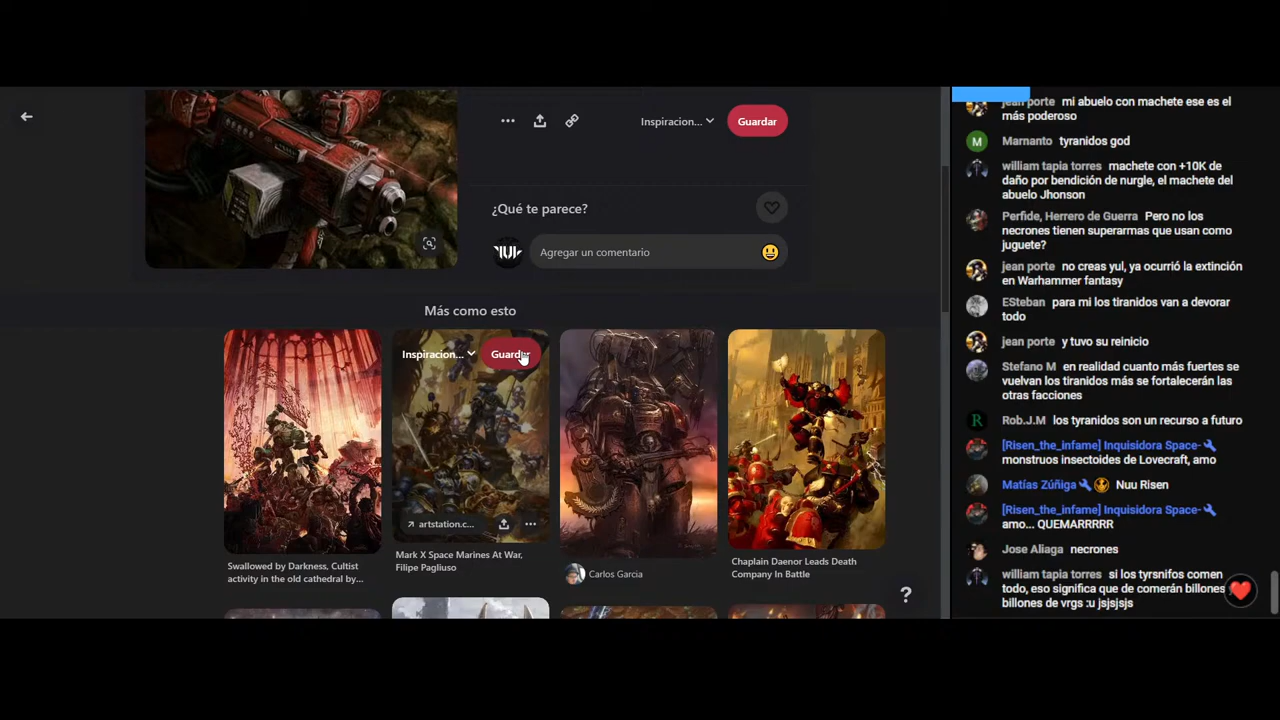 Inspiracion...
Guardar
¿Qué te parece?
Agregar un comentario
Más como esto
Inspiracion...
Guardar
artstation.c...
Swallowed by Darkness, Cultist
activity in the old cathedral by...
Mark X Space Marines At War,
Filipe Pagliuso
Carlos Garcia
Chaplain Daenor Leads Death
Company In Battle
?
jean porte mi abuelo con machete ese es el
más poderoso
M
Marnanto tyranidos god
william tapia torres machete con +10K de
daño por bendición de nurgle, el machete del
abuelo Jhonson
Perfide, Herrero de Guerra Pero no los
necrones tienen superarmas que usan como
juguete?
jean porte no creas yul, ya ocurrió la extinción
en Warhammer fantasy
ESteban para mi los tiranidos van a devorar
todo
jean porte y tuvo su reinicio
Stefano M en realidad cuanto más fuertes se
vuelvan los tiranidos más se fortalecerán las
otras facciones
R
Rob.J.M los tyranidos son un recurso a futuro
[Risen_the_infame] Inquisidora Space-
monstruos insectoides de Lovecraft, amo
Matías Zúñiga Nuu Risen
[Risen_the_infame] Inquisidora Space-
amo... QUEMARRRRR
Jose Aliaga necrones
william tapia torres si los tyrsnifos comen
todo, eso significa que de comerán billones
billones de vrgs :u jsjsjsjs